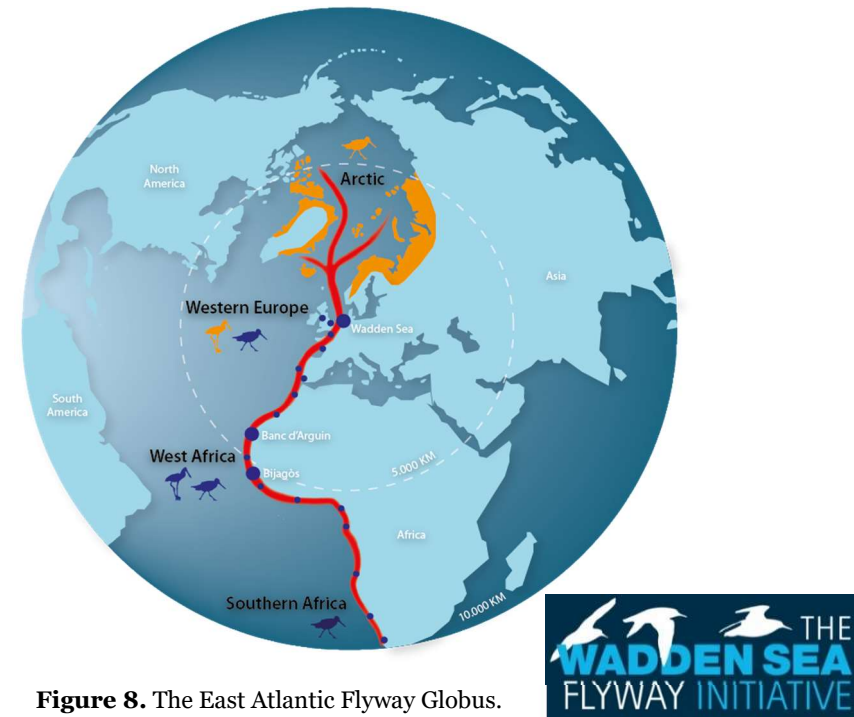 North
America
Arctic
Asia
Western Europe
Wadden Sea
South
America
Banc d'Arguin
West Africa
5.000 KM
Bijagòs
Africa
Southern Africa
10.000 KM
THE
WADDEN SEA
FLYWAY INITIATIVE
Figure 8. The East Atlantic Flyway Globus.